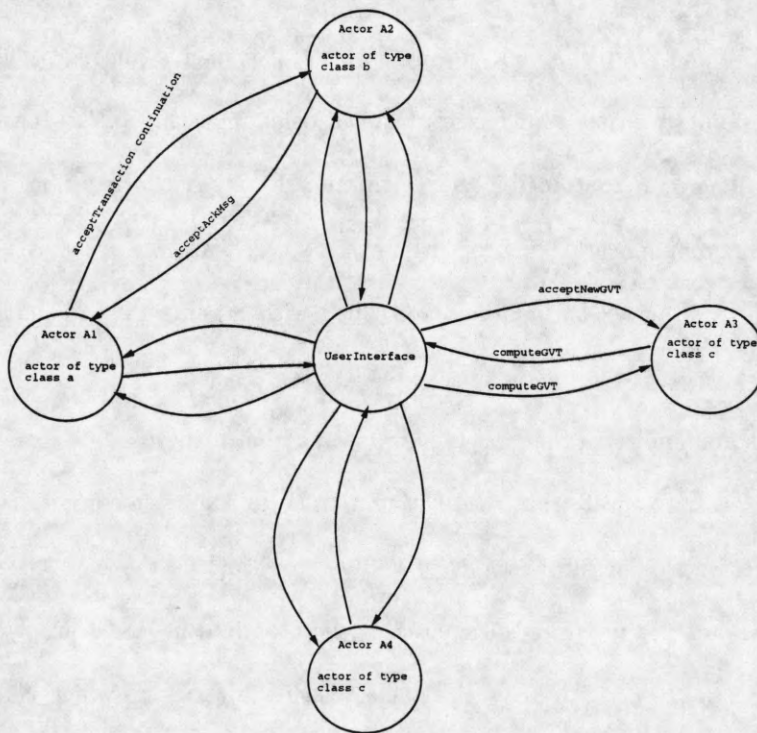 Actor A2
actor of type
class b
acceptTransaction continuation
acceptAckMsg
acceptNewGVT
Actor A1
actor of type
class a
UserInterface
computeGVT
computeGVT
Actor A3
actor of type
class c
Actor A4
actor of type
class c